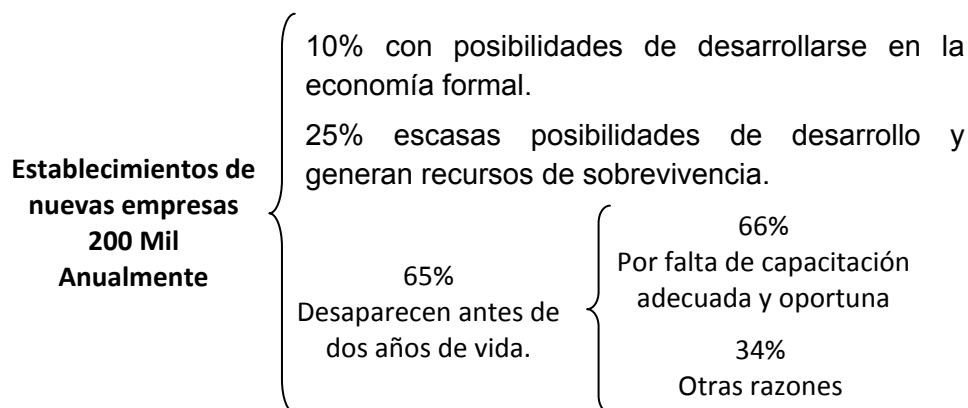 Establecimientos de
nuevas empresas
200 Mil
Anualmente
10% con posibilidades de desarrollarse en la
economía formal.
25% escasas posibilidades de desarrollo y
generan recursos de sobrevivencia.
65%
Desaparecen antes de
dos años de vida.
66%
Por falta de capacitación
adecuada y oportuna
34%
Otras razones